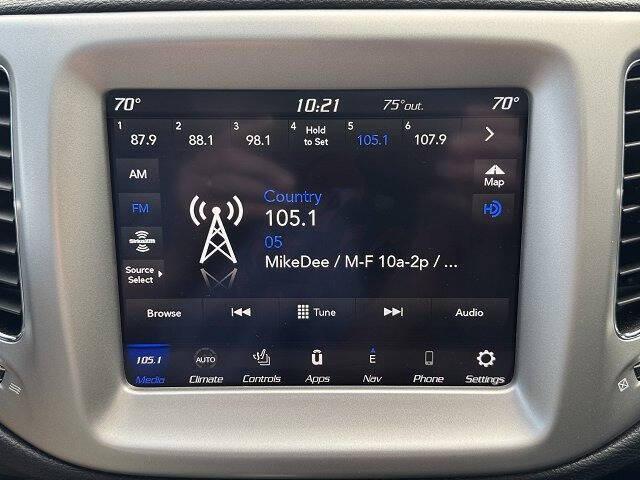 70° 10:21 75°out. 70°
1 2 3 4 5 6
87.9 88.1 98.1 Hold to Set 105.1 107.9
AM
Map
FM
HD
Country
105.1
05
MikeDee / M-F 10a-2p / ...
SiriusXM
Source Select
Browse Tune Audio
105.1 AUTO E
Media Climate Controls Apps Nav Phone Settings